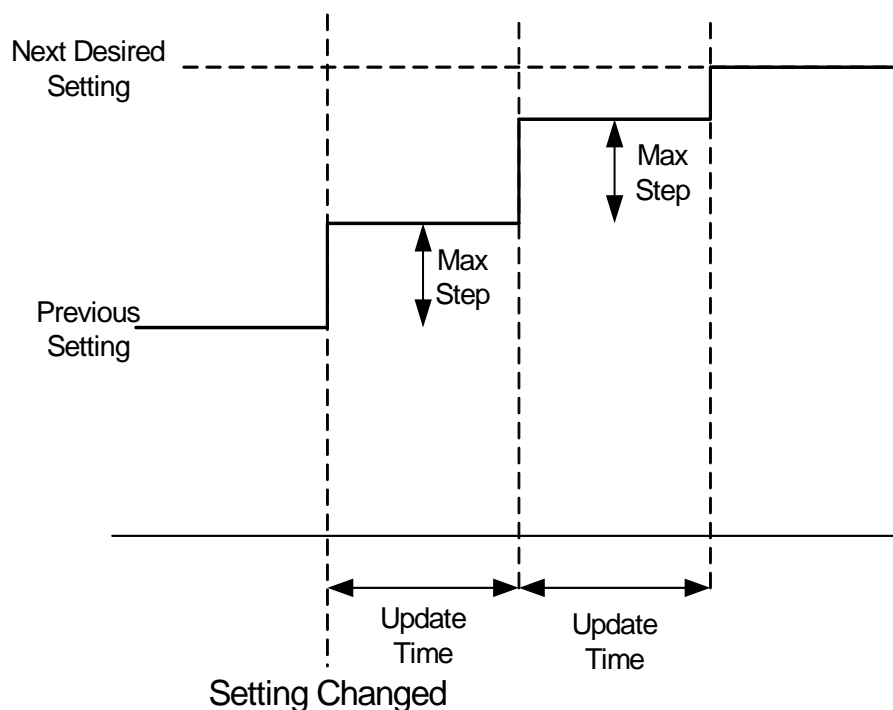 Next Desired
Setting
Max
Step
Max
Step
Previous
Setting
Update
Time
Update
Time
Setting Changed